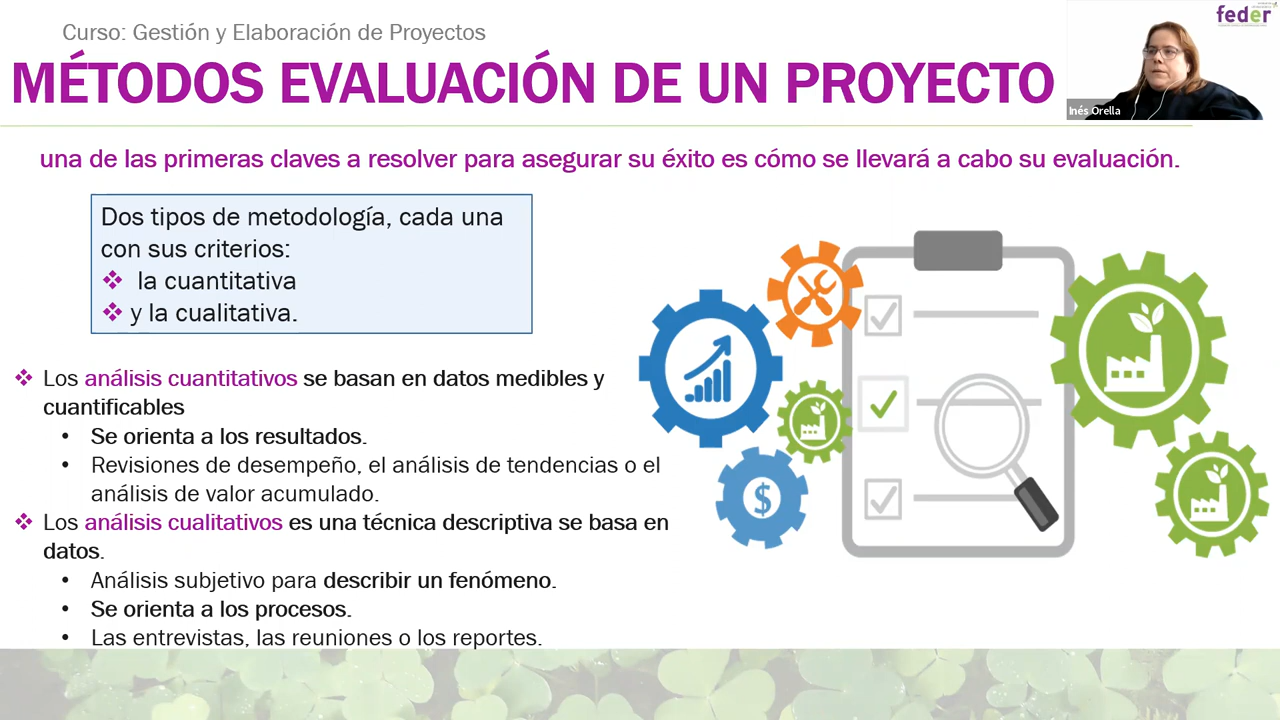 Curso: Gestión y Elaboración de Proyectos
feder
MÉTODOS EVALUACIÓN DE UN PROYECTO
Inés Orella
una de las primeras claves a resolver para asegurar su éxito es cómo se llevará a cabo su evaluación.
Dos tipos de metodología, cada una
con sus criterios:
❖ la cuantitativa
❖ y la cualitativa.
❖ Los análisis cuantitativos se basan en datos medibles y
cuantificables
• Se orienta a los resultados.
• Revisiones de desempeño, el análisis de tendencias o el
análisis de valor acumulado.
❖ Los análisis cualitativos es una técnica descriptiva se basa en
datos.
• Análisis subjetivo para describir un fenómeno.
• Se orienta a los procesos.
• Las entrevistas, las reuniones o los reportes.
$